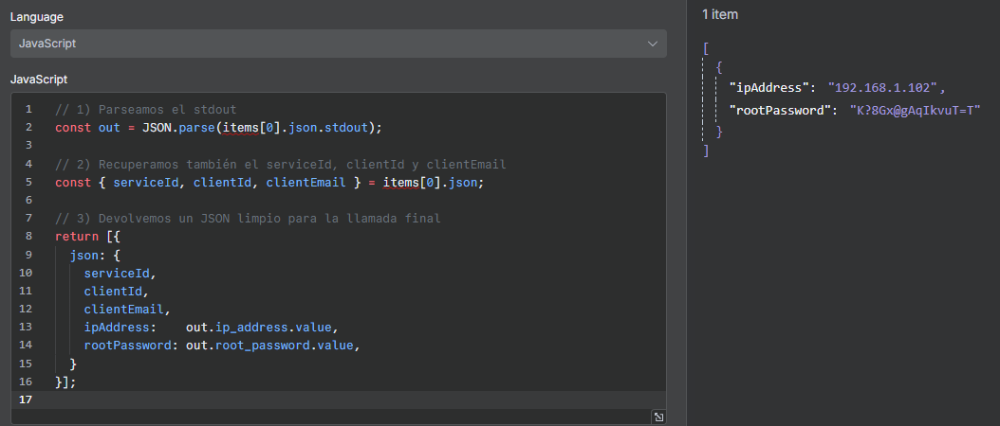 Language
JavaScript
JavaScript
1 // 1) Parseamos el stdout
2 const out = JSON.parse(items[0].json.stdout);
3
4 // 2) Recuperamos también el serviceId, clientId y clientEmail
5 const { serviceId, clientId, clientEmail } = items[0].json;
6
7 // 3) Devolvemos un JSON limpio para la llamada final
8 return [{
9 json: {
10 serviceId,
11 clientId,
12 clientEmail,
13 ipAddress: out.ip_address.value,
14 rootPassword: out.root_password.value,
15 }
16 }];
17
1 item
[
{
"ipAddress": "192.168.1.102",
"rootPassword": "K?8Gx@gAqIkvuT=T"
}
]